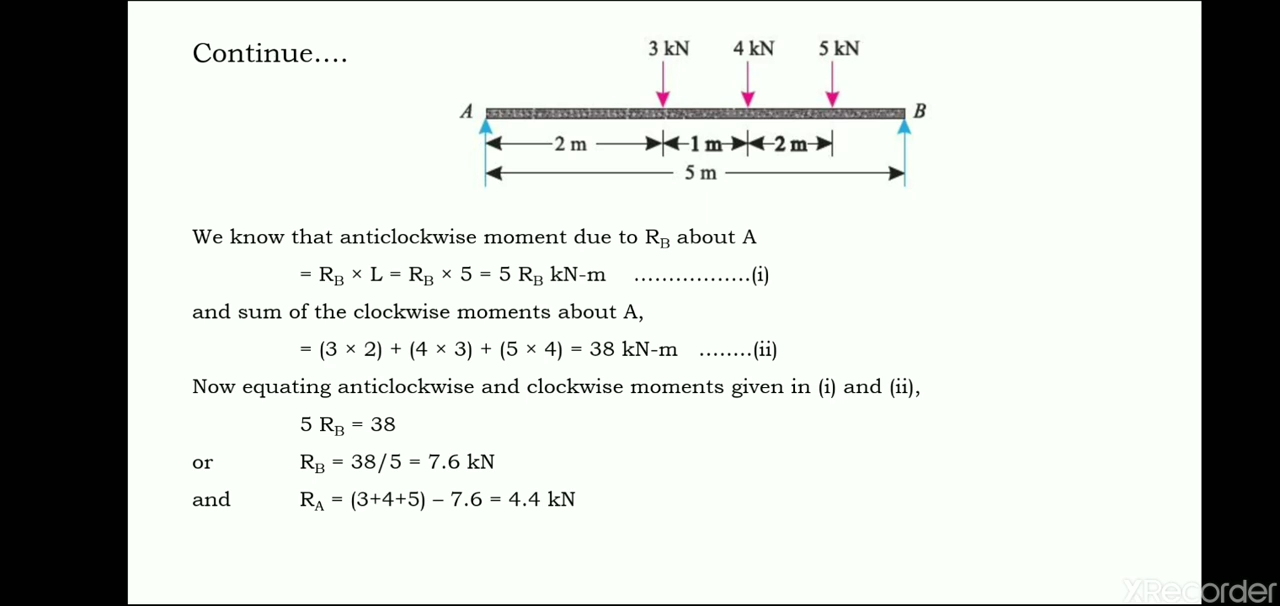 Continue....
3 kN 4 kN 5 kN
A B
2 m 1 m 2 m
5 m
We know that anticlockwise moment due to R_B about A
= R_B × L = R_B × 5 = 5 R_B kN-m .................(i)
and sum of the clockwise moments about A,
= (3 × 2) + (4 × 3) + (5 × 4) = 38 kN-m ........(ii)
Now equating anticlockwise and clockwise moments given in (i) and (ii),
5 R_B = 38
or R_B = 38/5 = 7.6 kN
and R_A = (3+4+5) – 7.6 = 4.4 kN
XRecorder